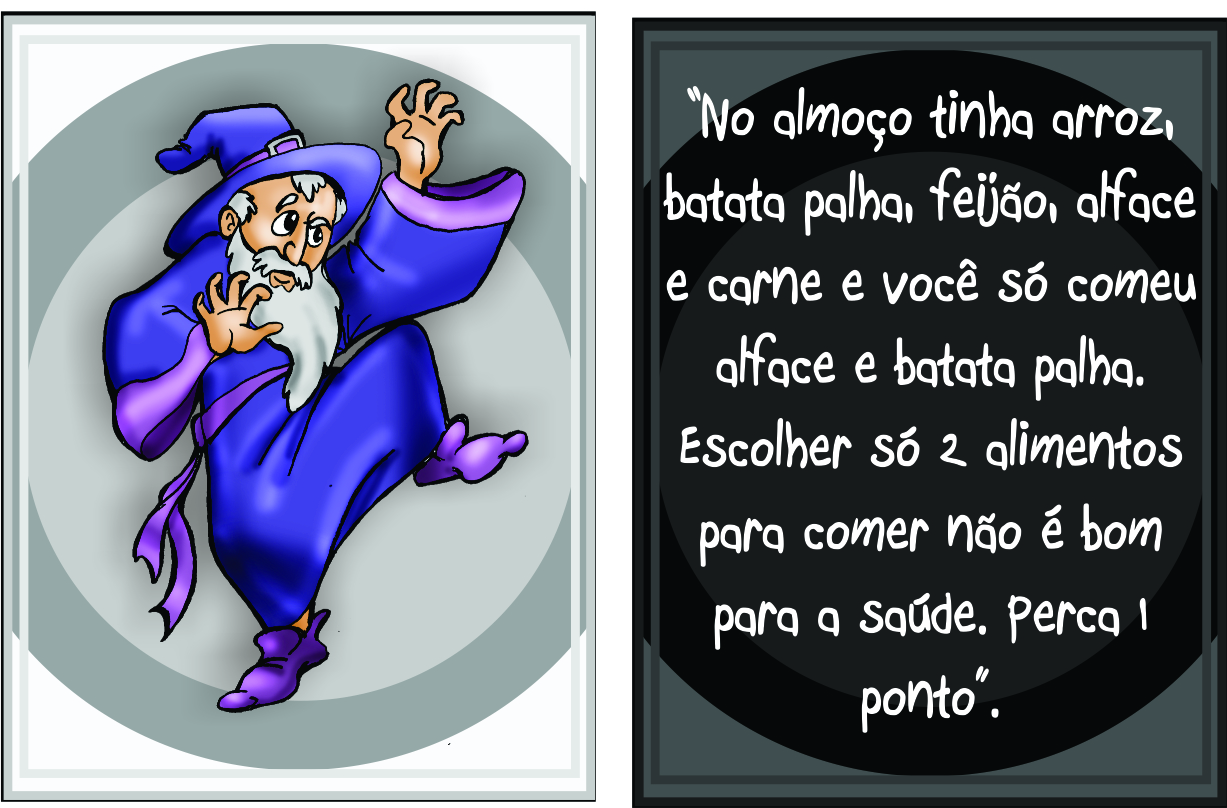 “No almoço tinha arroz,
batata palha, feijão, alface
e carne e você só comeu
alface e batata palha.
Escolher só 2 alimentos
para comer não é bom
para a saúde. Perca 1
ponto”.